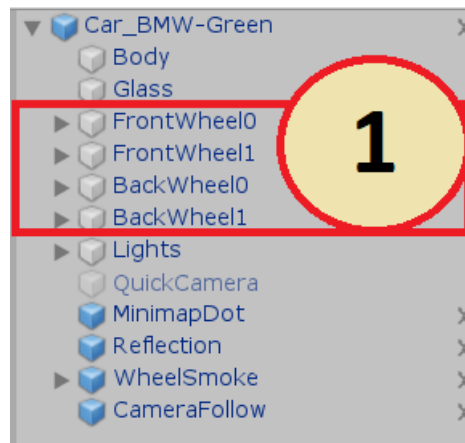 Car_BMW-Green
Body
Glass
FrontWheel0
FrontWheel1
BackWheel0
BackWheel1
1
Lights
QuickCamera
MinimapDot
Reflection
WheelSmoke
CameraFollow